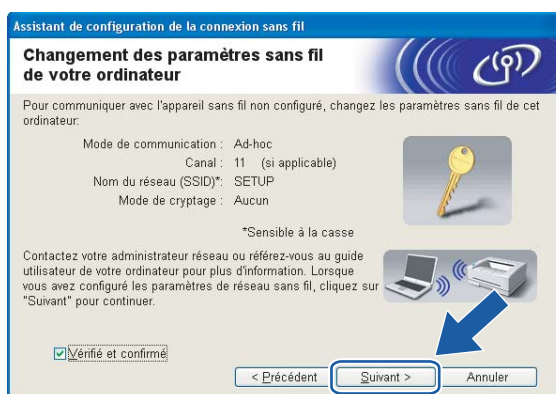 Assistant de configuration de la connexion sans fil
Changement des paramètres sans fil
de votre ordinateur
Pour communiquer avec l'appareil sans fil non configuré, changez les paramètres sans fil de cet
ordinateur:
Mode de communication : Ad-hoc
Canal : 11 (si applicable)
Nom du réseau (SSID)*: SETUP
Mode de cryptage : Aucun
*Sensible à la casse
Contactez votre administrateur réseau ou référez-vous au guide
utilisateur de votre ordinateur pour plus d'information. Lorsque
vous avez configuré les paramètres de réseau sans fil, cliquez sur
"Suivant" pour continuer.
Vérifié et confirmé
< Précédent Suivant > Annuler